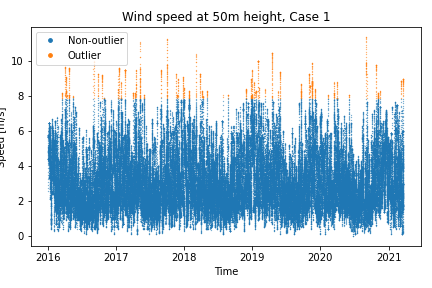 Wind speed at 50m height, Case 1
Non-outlier
Outlier
Speed [m/s]
10
8
6
4
2
0
2016
2017
2018
2019
2020
2021
Time